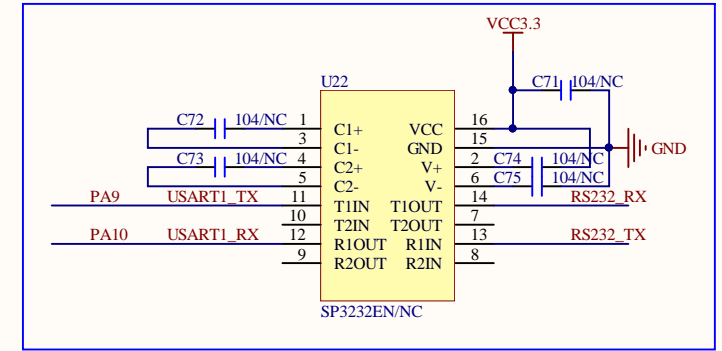 VCC3.3
U22
C71 104/NC
C72 104/NC 1 C1+ VCC 16
3 C1- GND 15 GND
C73 104/NC 4 C2+ V+ 2 C74 104/NC
5 C2- V- 6 C75 104/NC
PA9 USART1_TX 11 T1IN T1OUT 14 RS232_RX
10 T2IN T2OUT 7
PA10 USART1_RX 12 R1OUT R1IN 13 RS232_TX
9 R2OUT R2IN 8
SP3232EN/NC